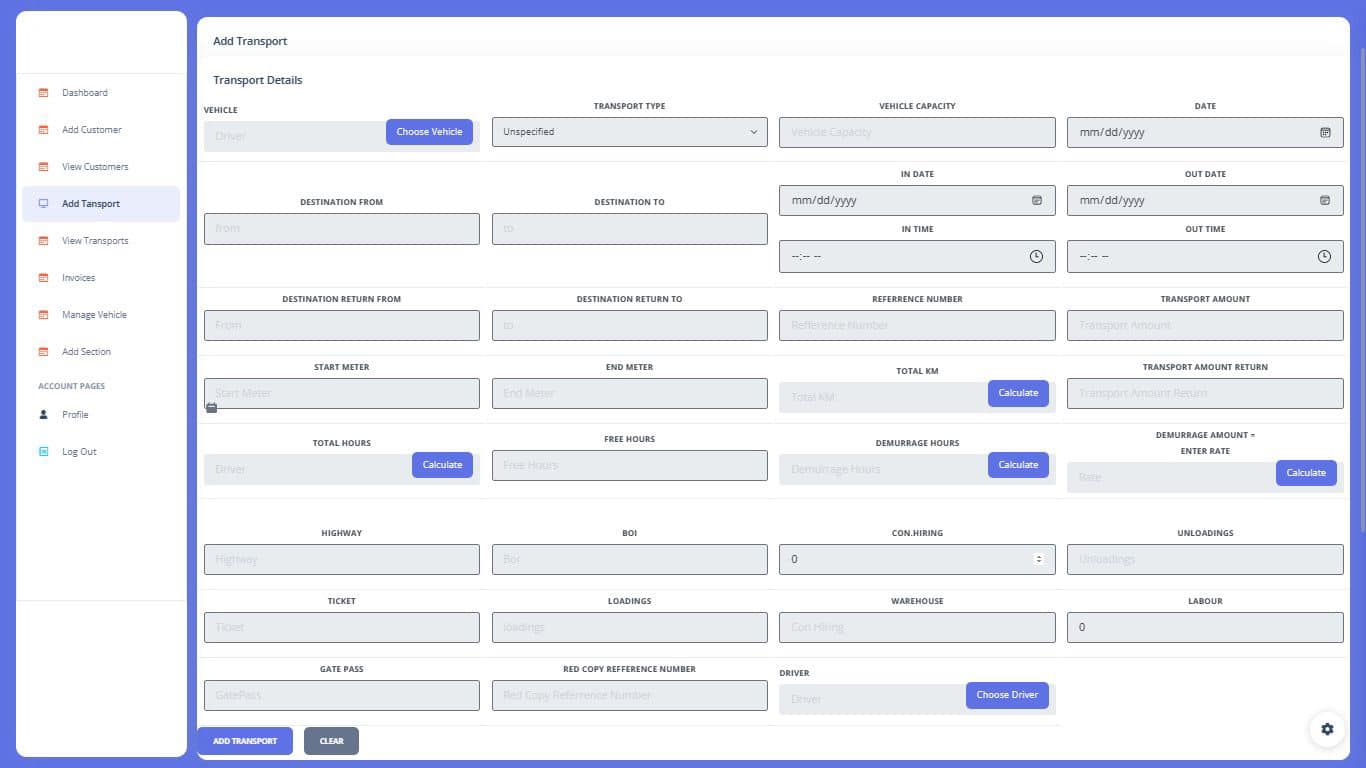 Add Transport
Dashboard
Add Customer
View Customers
Add Tansport
View Transports
Invoices
Manage Vehicle
Add Section
ACCOUNT PAGES
Profile
Log Out
Transport Details
VEHICLE
Driver
Choose Vehicle
TRANSPORT TYPE
Unspecified
VEHICLE CAPACITY
Vehicle Capacity
DATE
mm/dd/yyyy
DESTINATION FROM
from
DESTINATION TO
to
IN DATE
mm/dd/yyyy
OUT DATE
mm/dd/yyyy
IN TIME
--:-- --
OUT TIME
--:-- --
DESTINATION RETURN FROM
From
DESTINATION RETURN TO
to
REFERRENCE NUMBER
Refference Number
TRANSPORT AMOUNT
Transport Amount
START METER
Start Meter
END METER
End Meter
TOTAL KM
Total KM
Calculate
TRANSPORT AMOUNT RETURN
Transport Amount Return
TOTAL HOURS
Driver
Calculate
FREE HOURS
Free Hours
DEMURRAGE HOURS
Demurrage Hours
Calculate
DEMURRAGE AMOUNT =
ENTER RATE
Rate
Calculate
HIGHWAY
Highway
BOI
Boi
CON.HIRING
0
UNLOADINGS
Unloadings
TICKET
Ticket
LOADINGS
loadings
WAREHOUSE
Con Hiring
LABOUR
0
GATE PASS
GatePass
RED COPY REFFERENCE NUMBER
Red Copy Referrence Number
DRIVER
Driver
Choose Driver
ADD TRANSPORT
CLEAR